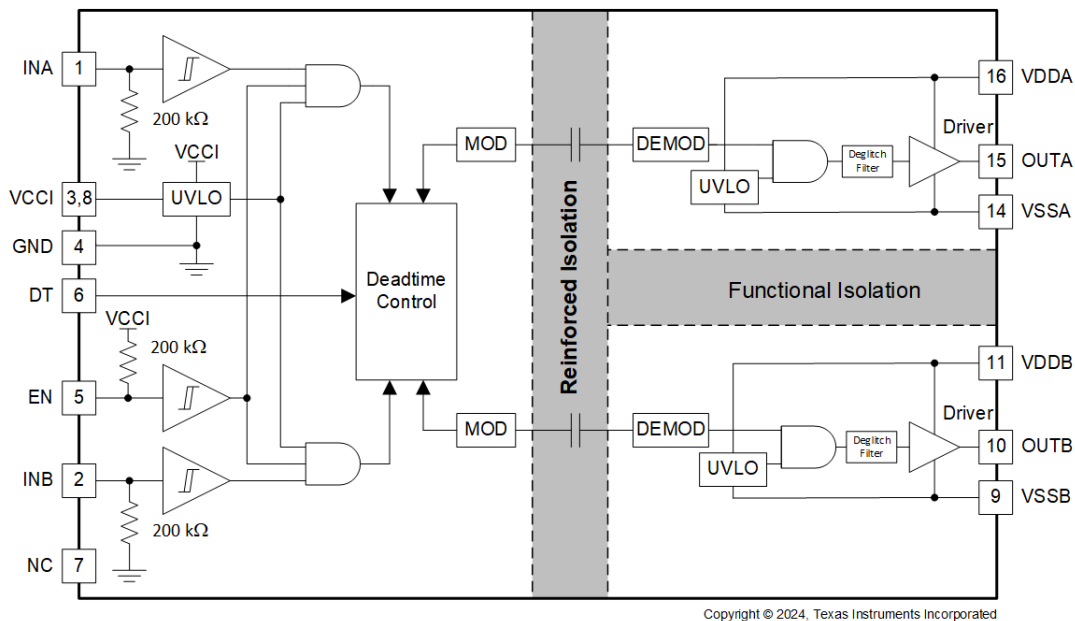 INA
1
200 kΩ
VCCI
VCCI
3,8
UVLO
GND
4
DT
6
VCCI
200 kΩ
EN
5
INB
2
200 kΩ
NC
7
Deadtime
Control
MOD
MOD
Reinforced Isolation
DEMOD
UVLO
Deglitch
Filter
Driver
16
VDDA
15
OUTA
14
VSSA
Functional Isolation
DEMOD
UVLO
Deglitch
Filter
Driver
11
VDDB
10
OUTB
9
VSSB
Copyright © 2024, Texas Instruments Incorporated